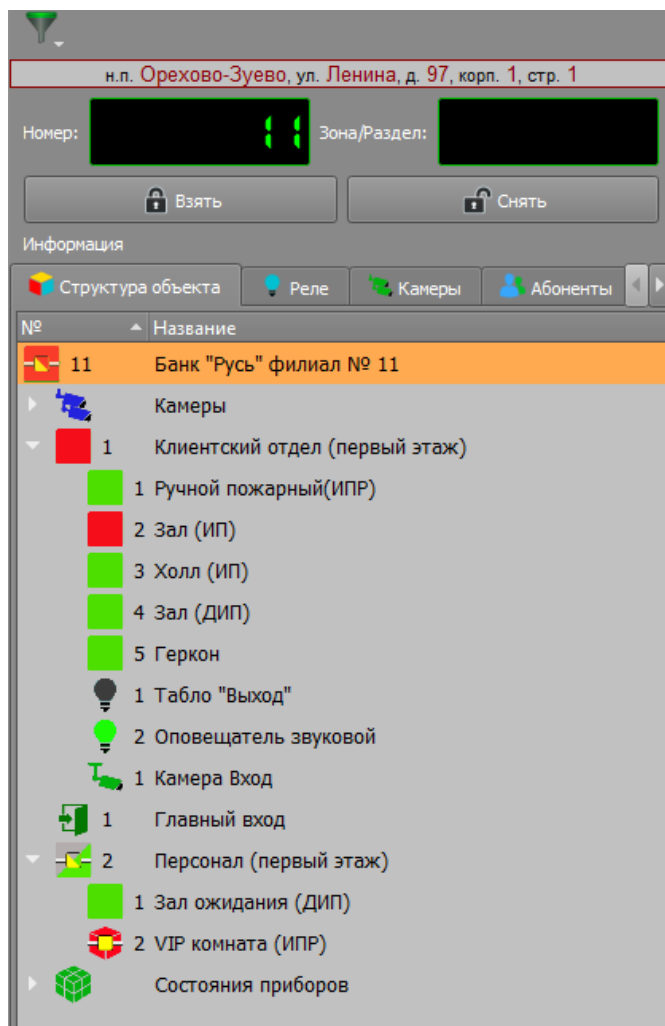 н.п. Орехово-Зуево, ул. Ленина, д. 97, корп. 1, стр. 1
Номер: 11 Зона/Раздел:
Взять Снять
Информация
Структура объекта Реле Камеры Абоненты
№ Название
11 Банк "Русь" филиал № 11
Камеры
1 Клиентский отдел (первый этаж)
1 Ручной пожарный(ИПР)
2 Зал (ИП)
3 Холл (ИП)
4 Зал (ДИП)
5 Геркон
1 Табло "Выход"
2 Оповещатель звуковой
1 Камера Вход
1 Главный вход
2 Персонал (первый этаж)
1 Зал ожидания (ДИП)
2 VIP комната (ИПР)
Состояния приборов